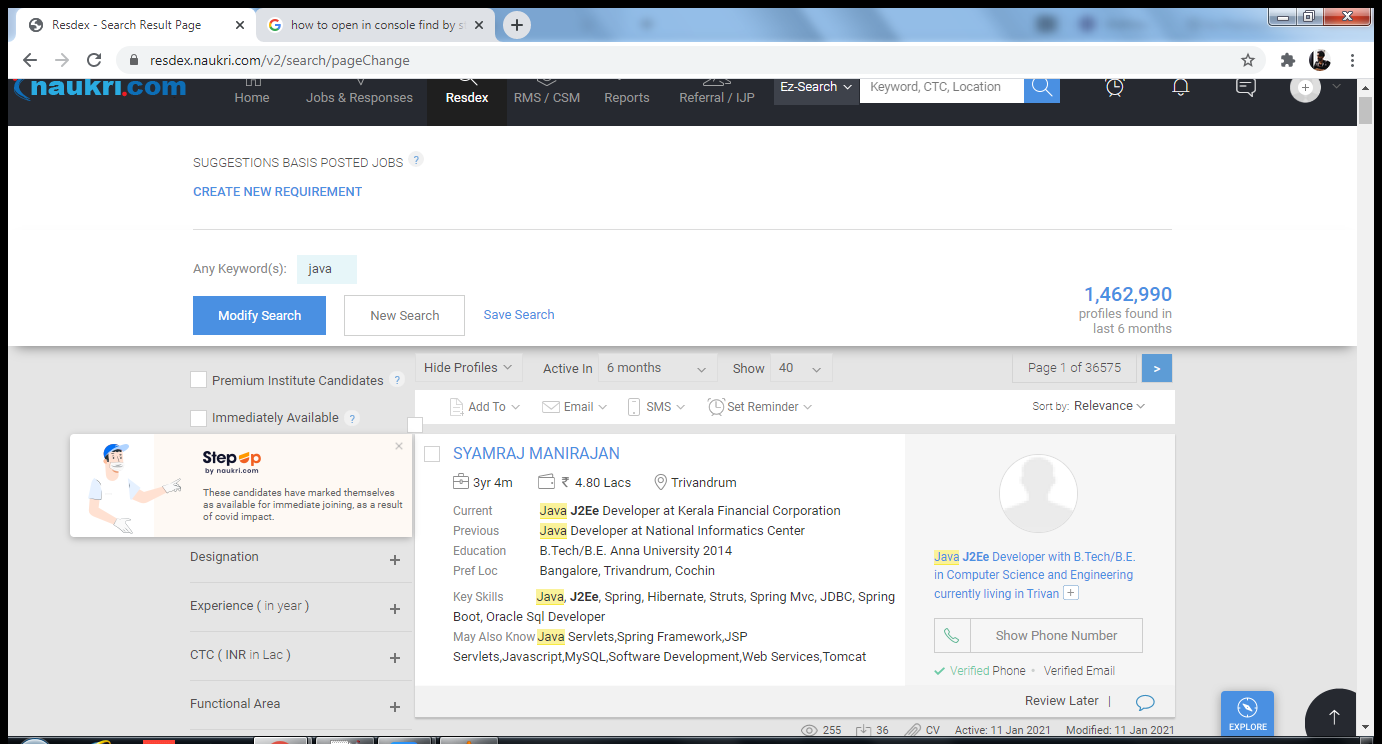 Resdex - Search Result Page
how to open in console find by s
resdex.naukri.com/v2/search/pageChange
naukri.com
Home
Jobs & Responses
Resdex
RMS / CSM
Reports
Referral / IJP
Ez-Search
Keyword, CTC, Location
SUGGESTIONS BASIS POSTED JOBS ?
CREATE NEW REQUIREMENT
Any Keyword(s): java
1,462,990
profiles found in
last 6 months
Modify Search
New Search
Save Search
Premium Institute Candidates ?
Immediately Available ?
StepUp
by naukri.com
These candidates have marked themselves
as available for immediate joining, as a result
of covid impact.
Designation
Experience ( in year )
CTC ( INR in Lac )
Functional Area
Hide Profiles
Active In 6 months
Show 40
Page 1 of 36575 >
Add To
Email
SMS
Set Reminder
Sort by: Relevance
SYAMRAJ MANIRAJAN
3yr 4m ₹ 4.80 Lacs Trivandrum
Current Java J2Ee Developer at Kerala Financial Corporation
Previous Java Developer at National Informatics Center
Education B.Tech/B.E. Anna University 2014
Pref Loc Bangalore, Trivandrum, Cochin
Key Skills Java, J2Ee, Spring, Hibernate, Struts, Spring Mvc, JDBC, Spring
Boot, Oracle Sql Developer
May Also Know Java Servlets,Spring Framework,JSP
Servlets,Javascript,MySQL,Software Development,Web Services,Tomcat
Java J2Ee Developer with B.Tech/B.E.
in Computer Science and Engineering
currently living in Trivan +
Show Phone Number
Verified Phone • Verified Email
Review Later |
255 36 CV Active: 11 Jan 2021 Modified: 11 Jan 2021
EXPLORE